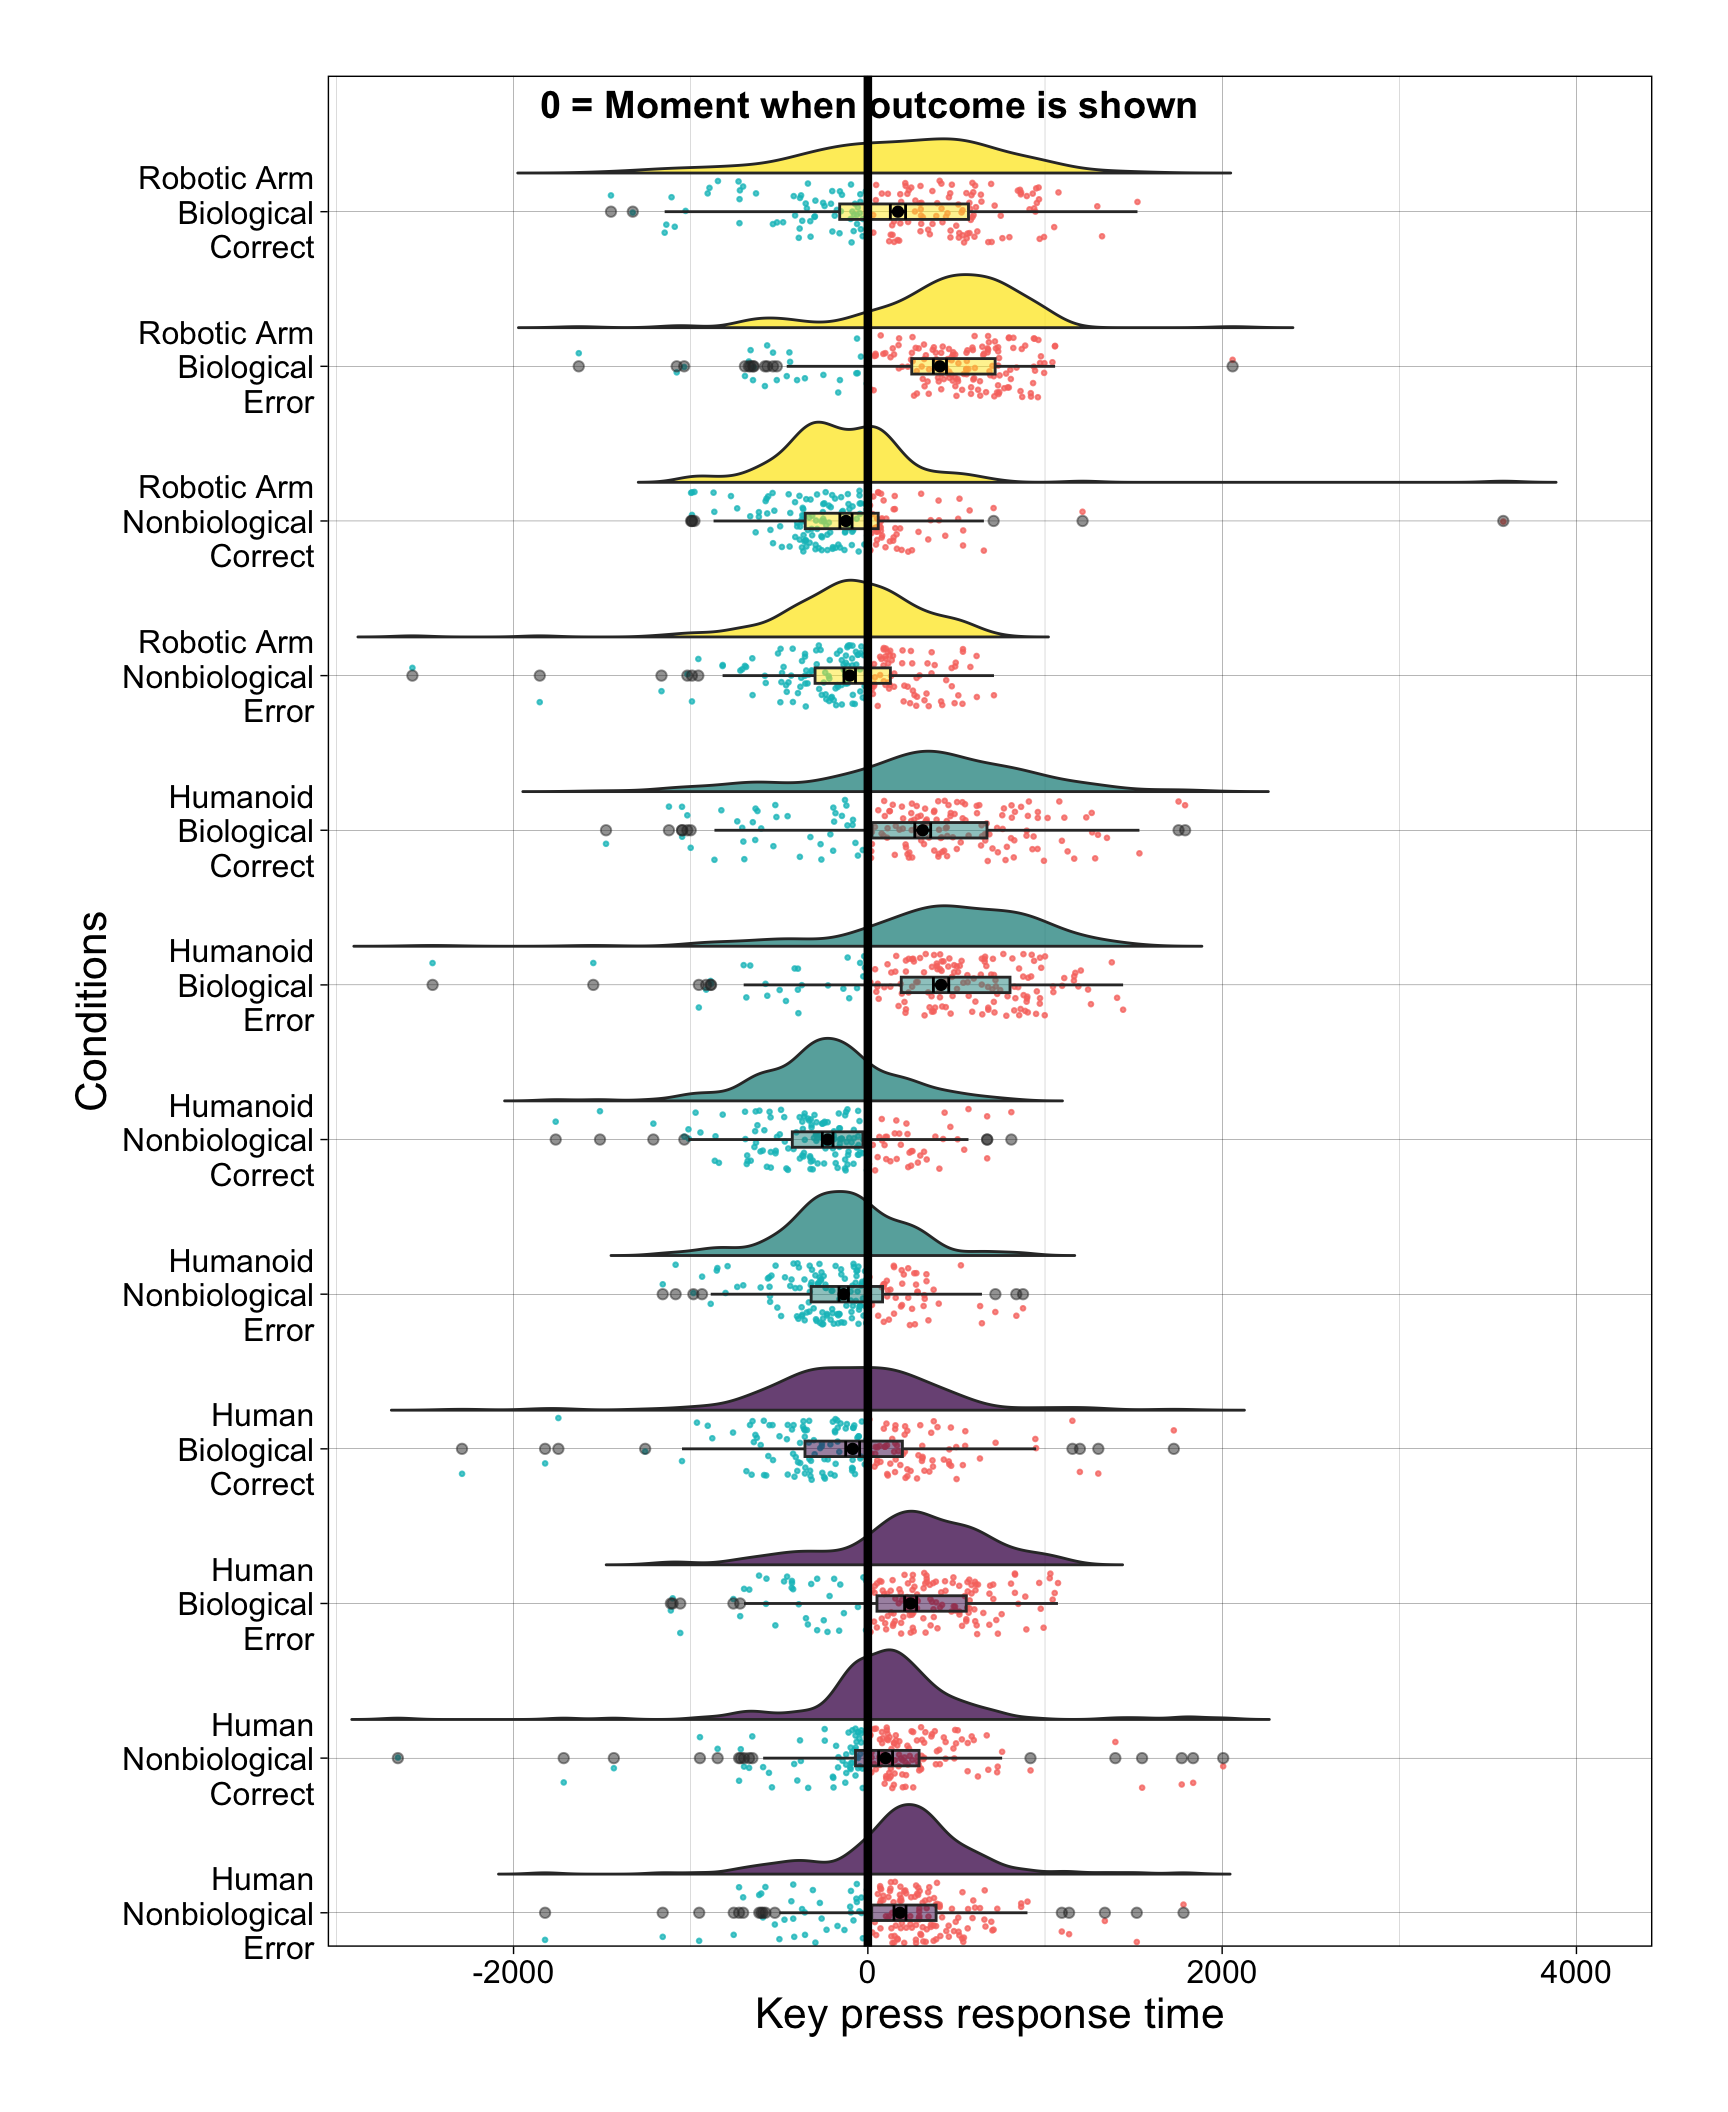 0 = Moment when outcome is shown
Robotic Arm
Biological
Correct
Robotic Arm
Biological
Error
Robotic Arm
Nonbiological
Correct
Robotic Arm
Nonbiological
Error
Humanoid
Biological
Correct
Humanoid
Biological
Error
Humanoid
Nonbiological
Correct
Humanoid
Nonbiological
Error
Human
Biological
Correct
Human
Biological
Error
Human
Nonbiological
Correct
Human
Nonbiological
Error
Conditions
-2000 0 2000 4000
Key press response time